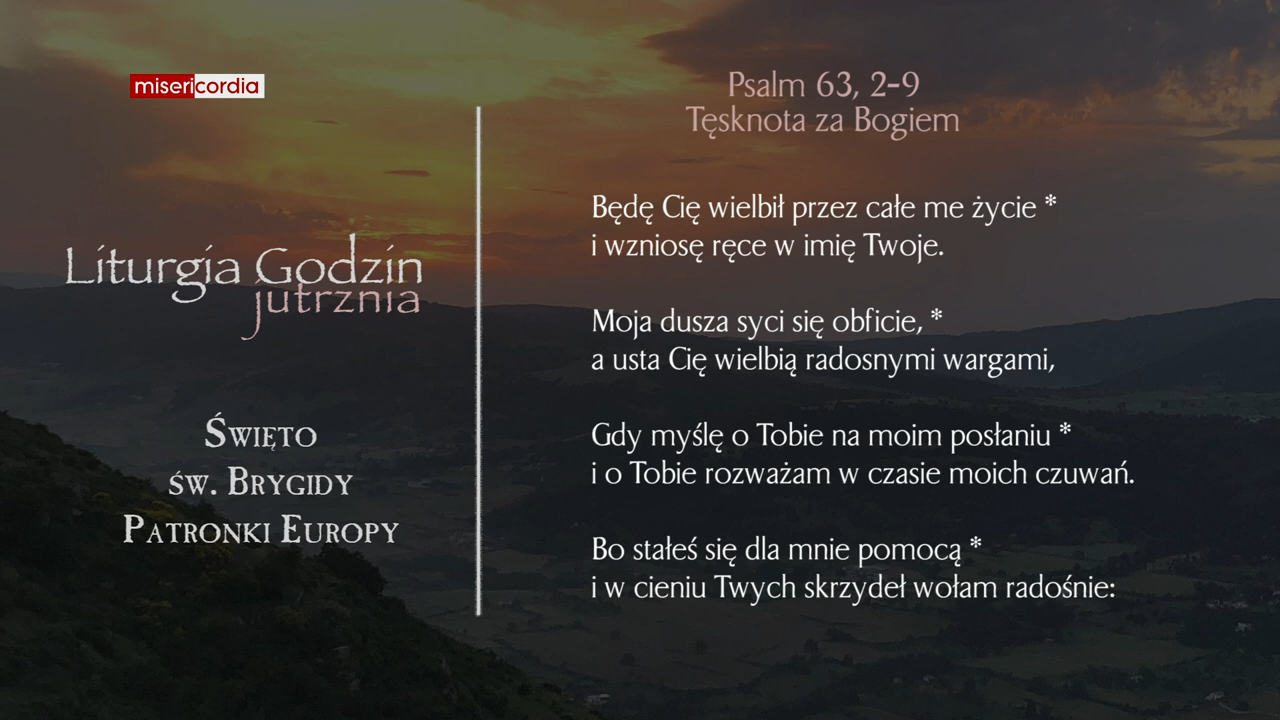 misericordia
Liturgia Godzin
jutrznia
Święto
św. Brygidy
Patronki Europy
Psalm 63, 2-9
Tęsknota za Bogiem
Będę Cię wielbił przez całe me życie *
i wzniosę ręce w imię Twoje.
Moja dusza syci się obficie, *
a usta Cię wielbią radosnymi wargami,
Gdy myślę o Tobie na moim posłaniu *
i o Tobie rozważam w czasie moich czuwań.
Bo stałeś się dla mnie pomocą *
i w cieniu Twych skrzydeł wołam radośnie: